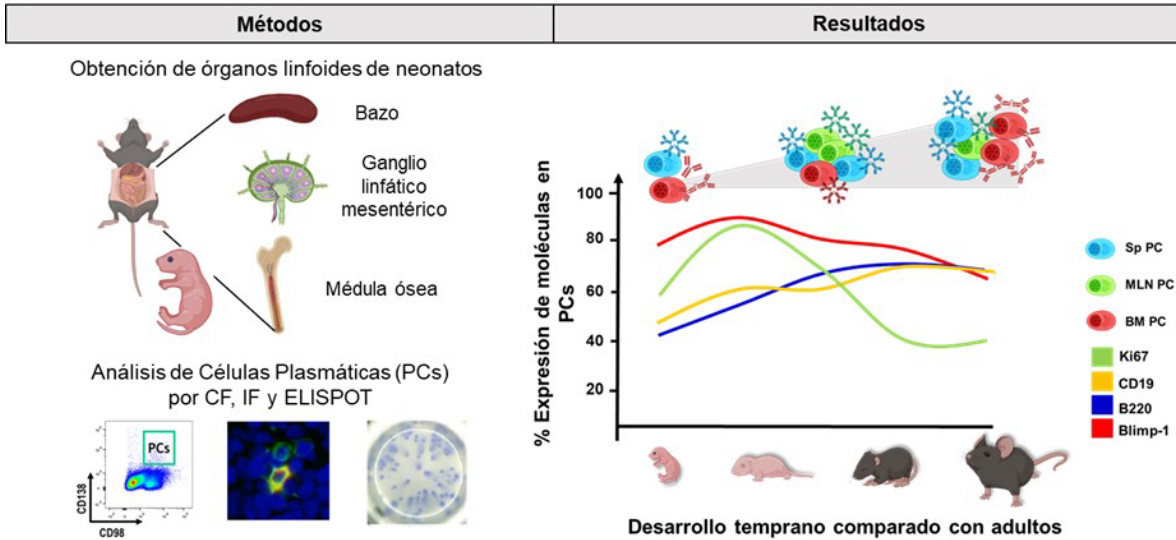 Métodos
Resultados
Obtención de órganos linfoides de neonatos
Bazo
Ganglio
linfático
mesentérico
Médula ósea
Análisis de Células Plasmáticas (PCs)
por CF, IF y ELISPOT
PCs
CD138
CD98
% Expresión de moléculas en
PCs
100
80
60
40
20
Sp PC
MLN PC
BM PC
Ki67
CD19
B220
Blimp-1
Desarrollo temprano comparado con adultos